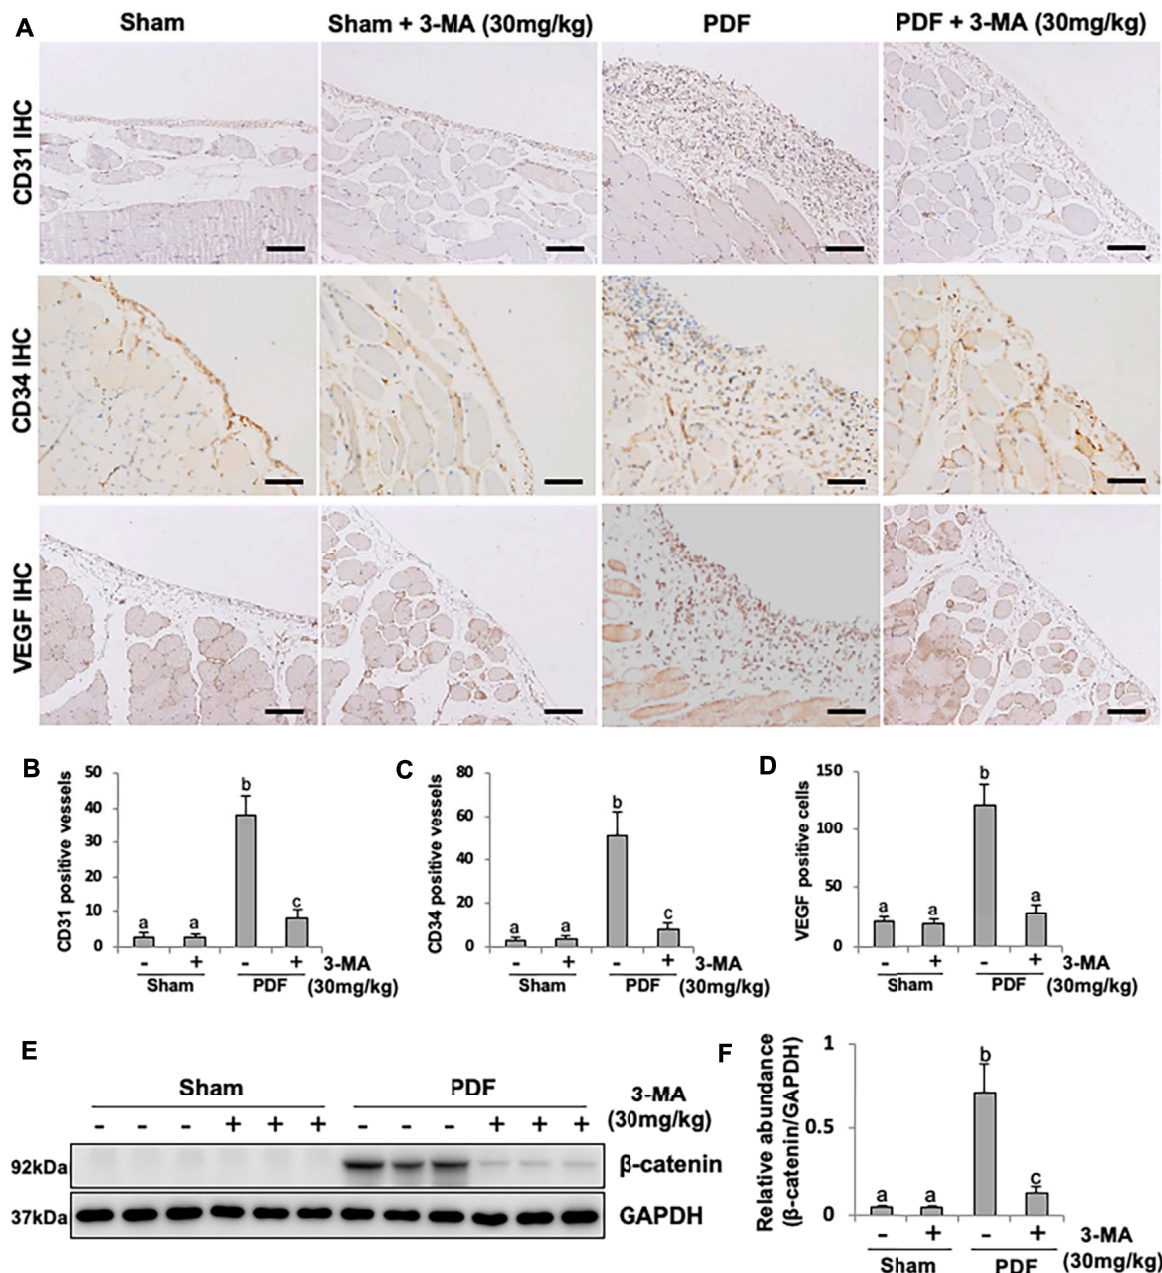 A
Sham
Sham + 3-MA (30mg/kg)
PDF
PDF + 3-MA (30mg/kg)
CD31 IHC
CD34 IHC
VEGF IHC
B
CD31 positive vessels
50
40
30
20
10
0
a
a
b
c
- + - + 3-MA
Sham PDF (30mg/kg)
C
CD34 positive vessels
80
60
40
20
0
a
a
b
c
- + - + 3-MA
Sham PDF (30mg/kg)
D
VEGF positive cells
150
100
50
0
a
a
b
a
- + - + 3-MA
Sham PDF (30mg/kg)
E
Sham PDF 3-MA
- - - + + + - - - + + + (30mg/kg)
92kDa β-catenin
37kDa GAPDH
F
Relative abundance
(β-catenin/GAPDH)
1
0.5
0
a
a
b
c
- + - + 3-MA
Sham PDF (30mg/kg)